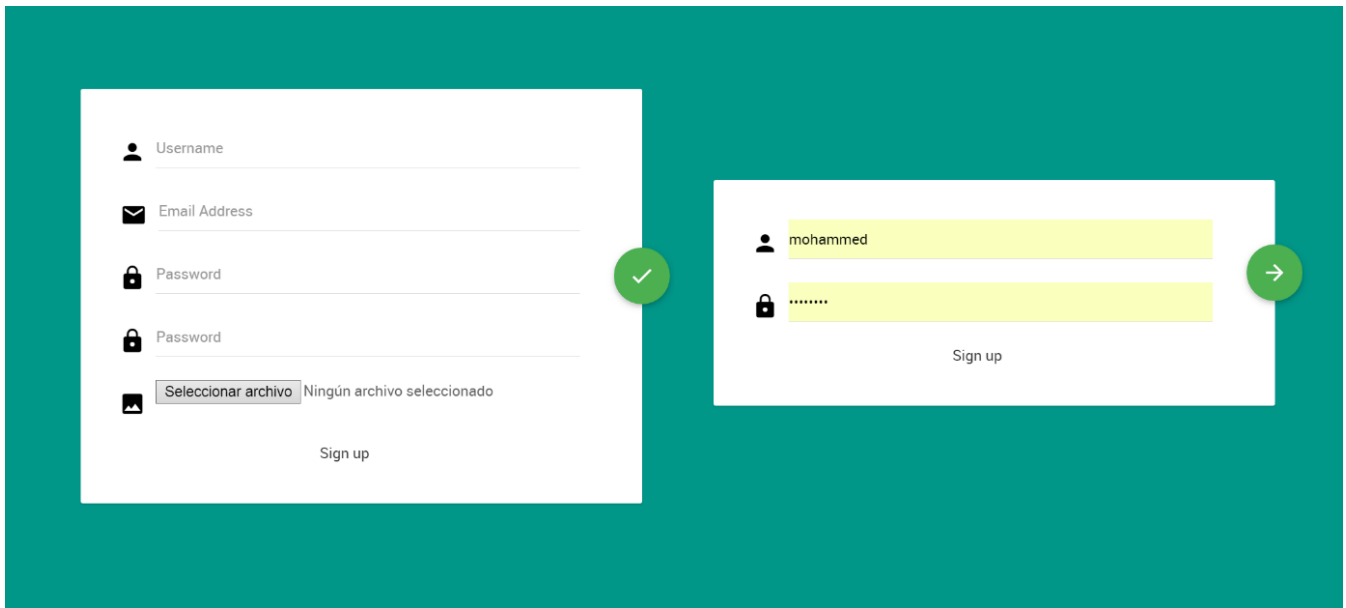 Username
Email Address
Password
Password
Seleccionar archivo Ningún archivo seleccionado
Sign up
mohammed
••••••••
Sign up